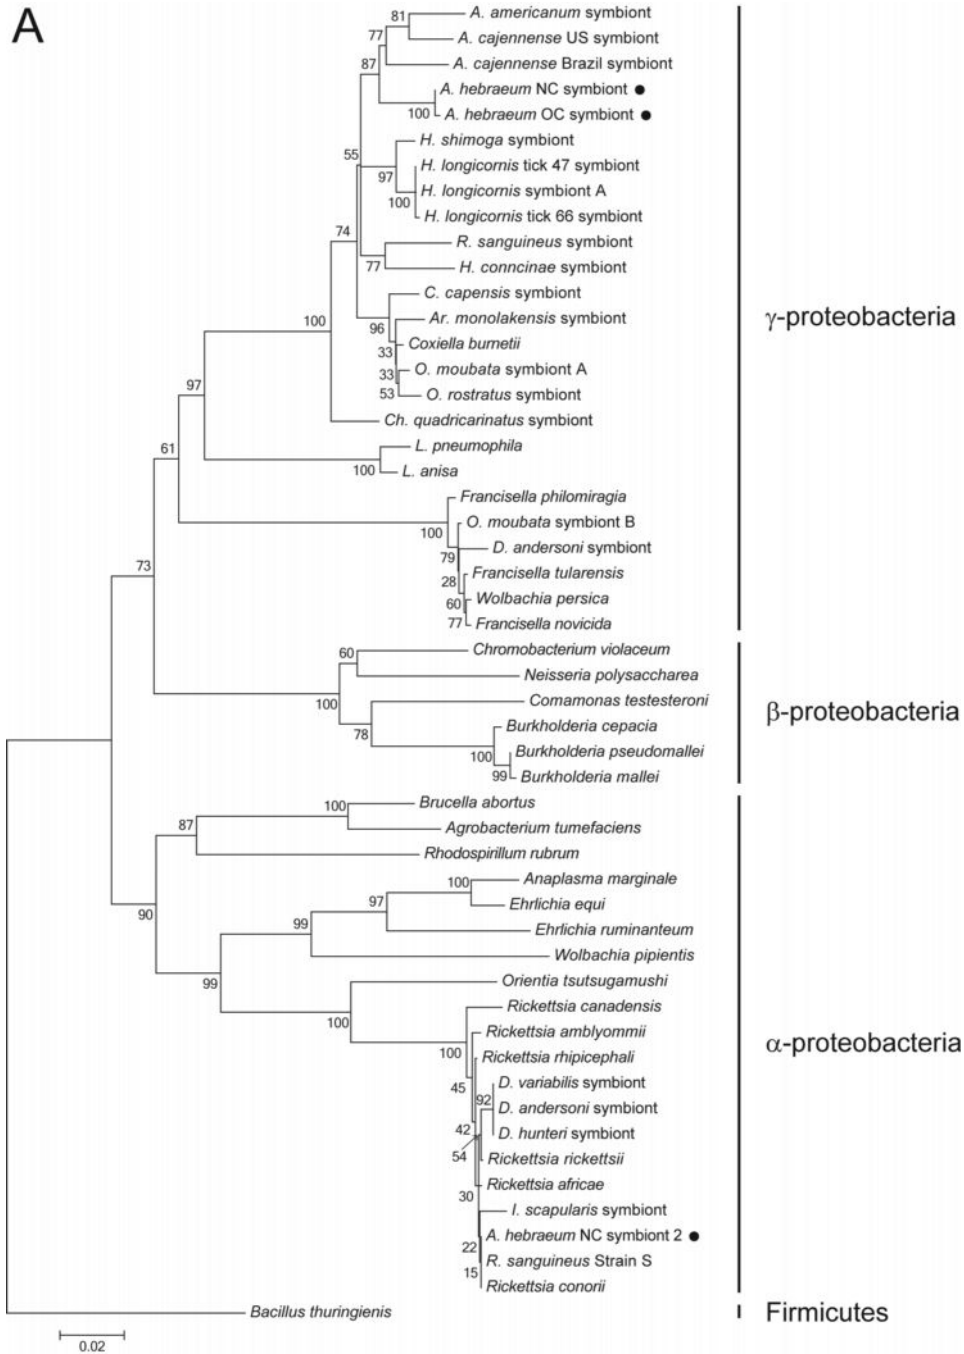 A
A. americanum symbiont
A. cajennense US symbiont
A. cajennense Brazil symbiont
A. hebraeum NC symbiont ●
A. hebraeum OC symbiont ●
H. shimoga symbiont
H. longicornis tick 47 symbiont
H. longicornis symbiont A
H. longicornis tick 66 symbiont
R. sanguineus symbiont
H. conncinae symbiont
C. capensis symbiont
Ar. monolakensis symbiont
Coxiella burnetii
O. moubata symbiont A
O. rostratus symbiont
Ch. quadricarinatus symbiont
L. pneumophila
L. anisa
Francisella philomiragia
O. moubata symbiont B
D. andersoni symbiont
Francisella tularensis
Wolbachia persica
Francisella novicida
γ-proteobacteria
Chromobacterium violaceum
Neisseria polysaccharea
Comamonas testesteroni
Burkholderia cepacia
Burkholderia pseudomallei
Burkholderia mallei
β-proteobacteria
Brucella abortus
Agrobacterium tumefaciens
Rhodospirillum rubrum
Anaplasma marginale
Ehrlichia equi
Ehrlichia ruminanteum
Wolbachia pipientis
Orientia tsutsugamushi
Rickettsia canadensis
Rickettsia amblyommii
Rickettsia rhipicephali
D. variabilis symbiont
D. andersoni symbiont
D. hunteri symbiont
Rickettsia rickettsii
Rickettsia africae
I. scapularis symbiont
A. hebraeum NC symbiont 2 ●
R. sanguineus Strain S
Rickettsia conorii
α-proteobacteria
Bacillus thuringienis
Firmicutes
81
77
87
100
55
97
100
74
77
100
96
33
33
53
97
61
100
100
79
28
60
77
73
60
100
78
100
99
100
87
90
100
97
99
99
100
100
45
92
42
54
30
22
15
0.02